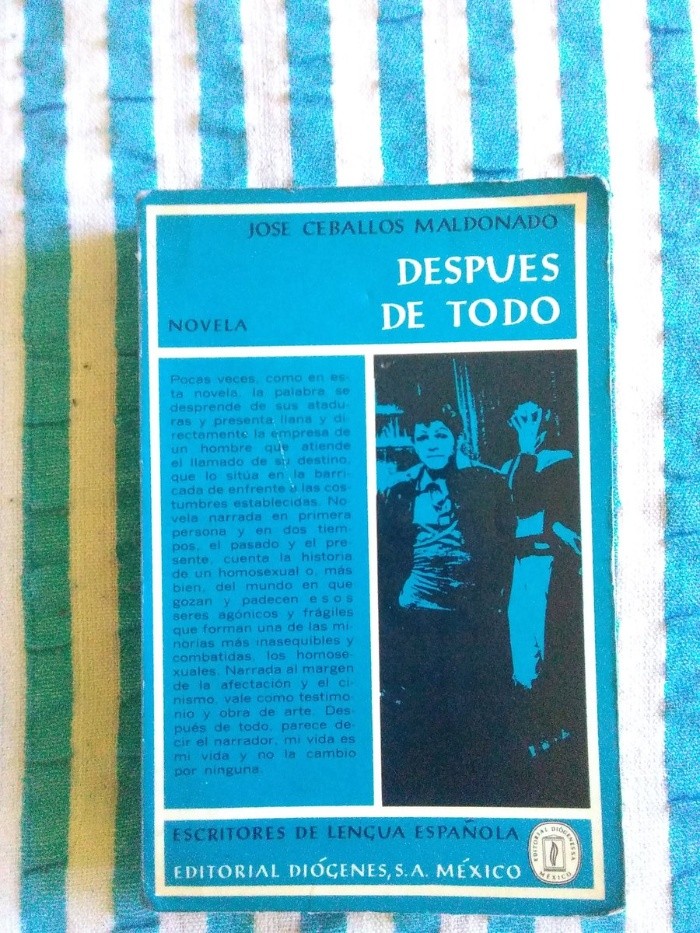 JOSE CEBALLOS MALDONADO
DESPUES
DE TODO
NOVELA
Pocas veces, como en es-
ta novela, la palabra se
desprende de sus atadu-
ras y presenta llana y di-
rectamente la empresa de
un hombre que atiende
el llamado de su destino,
que lo sitúa en la barri-
cada de enfrente a las cos-
tumbres establecidas. No-
vela narrada en primera
persona y en dos tiem-
pos, el pasado y el pre-
sente, cuenta la historia
de un homosexual o, más
bien, del mundo en que
gozan y padecen esos
seres agónicos y frágiles
que forman una de las mi-
norías más inasequibles y
combatidas, los homose-
xuales. Narrada al margen
de la afectación y el ci-
nismo, vale como testimo-
nio y obra de arte. Des-
pués de todo, parece de-
cir el narrador, mi vida es
mi vida y no la cambio
por ninguna.
ESCRITORES DE LENGUA ESPAÑOLA
EDITORIAL DIÓGENES, S.A. MÉXICO
EDITORIAL DIÓGENES S.A.
MÉXICO